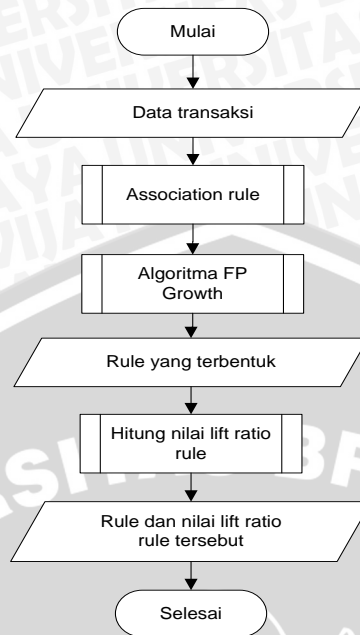 Mulai
Data transaksi
Association rule
Algoritma FP
Growth
Rule yang terbentuk
Hitung nilai lift ratio
rule
Rule dan nilai lift ratio
rule tersebut
Selesai